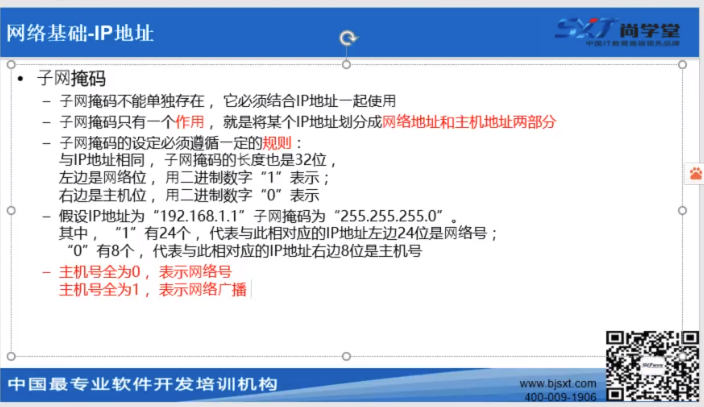 网络基础-IP地址
SXT 尚学堂
• 子网掩码
– 子网掩码不能单独存在，它必须结合IP地址一起使用
– 子网掩码只有一个作用，就是将某个IP地址划分成网络地址和主机地址两部分
– 子网掩码的设定必须遵循一定的规则：
与IP地址相同，子网掩码的长度也是32位，
左边是网络位，用二进制数字“1”表示；
右边是主机位，用二进制数字“0”表示
– 假设IP地址为“192.168.1.1”子网掩码为“255.255.255.0”。
其中，“1”有24个，代表与此相对应的IP地址左边24位是网络号；
“0”有8个，代表与此相对应的IP地址右边8位是主机号
– 主机号全为0，表示网络号
主机号全为1，表示网络广播
中国最专业软件开发培训机构
www.bjsxt.com
400-009-1906